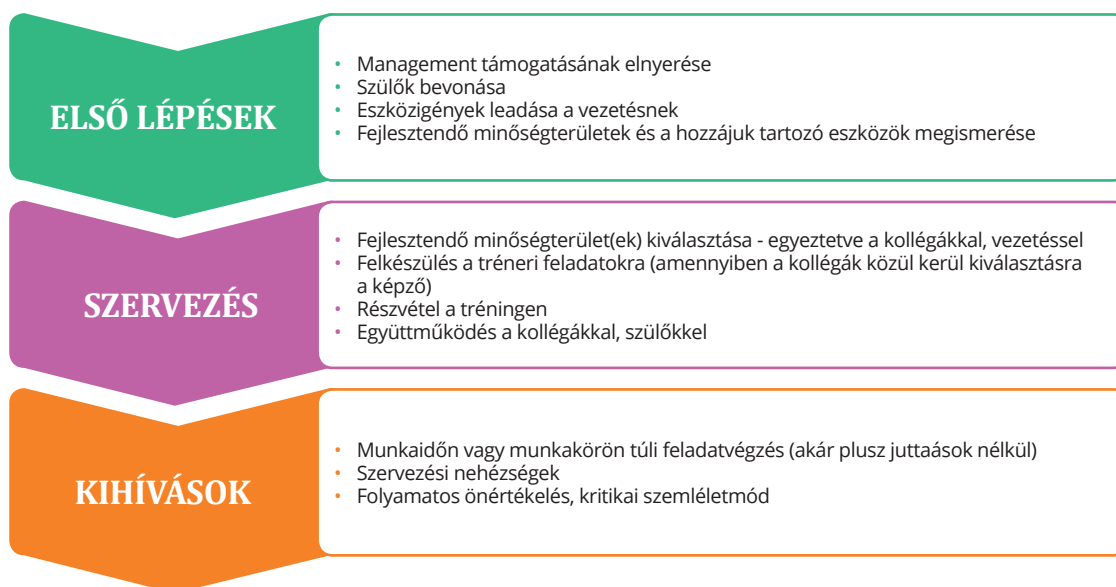 ELSŐ LÉPÉSEK
• Management támogatásának elnyerése
• Szülők bevonása
• Eszközigények leadása a vezetésnek
• Fejlesztendő minőségterületek és a hozzájuk tartozó eszközök megismerése
SZERVEZÉS
• Fejlesztendő minőségterület(ek) kiválasztása - egyeztetve a kollégákkal, vezetéssel
• Felkészülés a tréneri feladatokra (amennyiben a kollégák közül kerül kiválasztásra
a képző)
• Részvétel a tréningen
• Együttműködés a kollégákkal, szülőkkel
KIHÍVÁSOK
• Munkaidőn vagy munkakörön túli feladatvégzés (akár plusz juttaások nélkül)
• Szervezési nehézségek
• Folyamatos önértékelés, kritikai szemléletmód